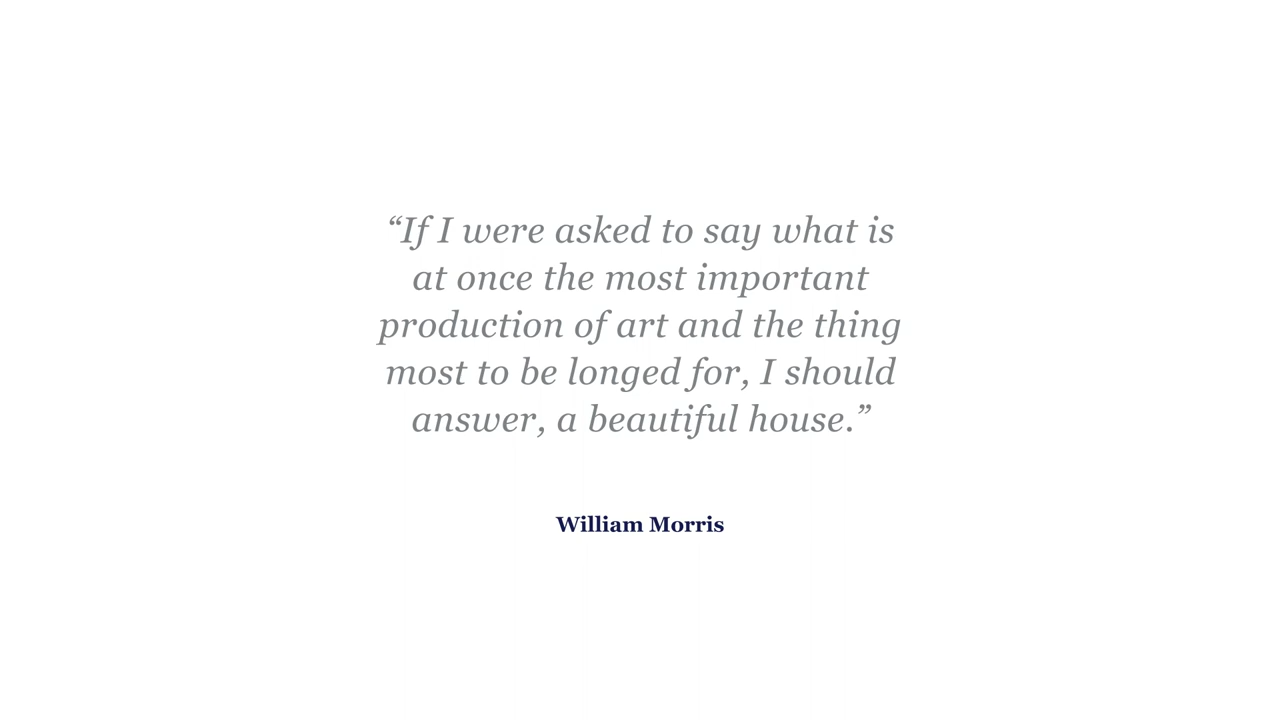 “If I were asked to say what is
at once the most important
production of art and the thing
most to be longed for, I should
answer, a beautiful house.”
William Morris